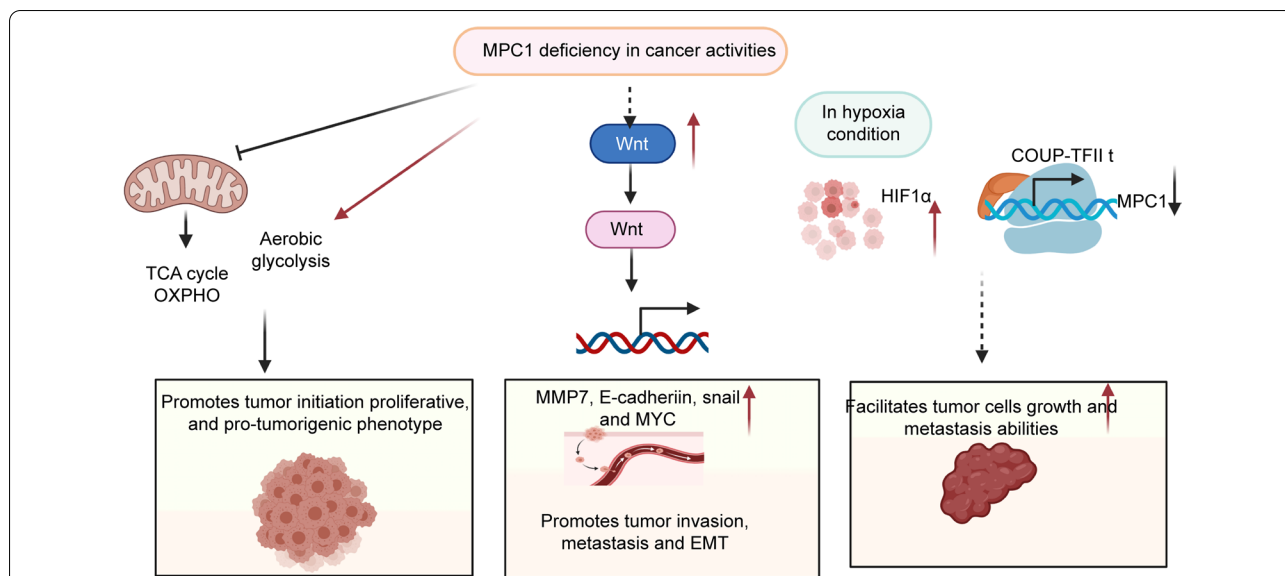 MPC1 deficiency in cancer activities
In hypoxia
condition
Wnt
COUP-TFII t
HIF1α
MPC1
Wnt
Aerobic
glycolysis
TCA cycle
OXPHO
Promotes tumor initiation proliferative,
and pro-tumorigenic phenotype
MMP7, E-cadheriin, snail
and MYC
Promotes tumor invasion,
metastasis and EMT
Facilitates tumor cells growth and
metastasis abilities